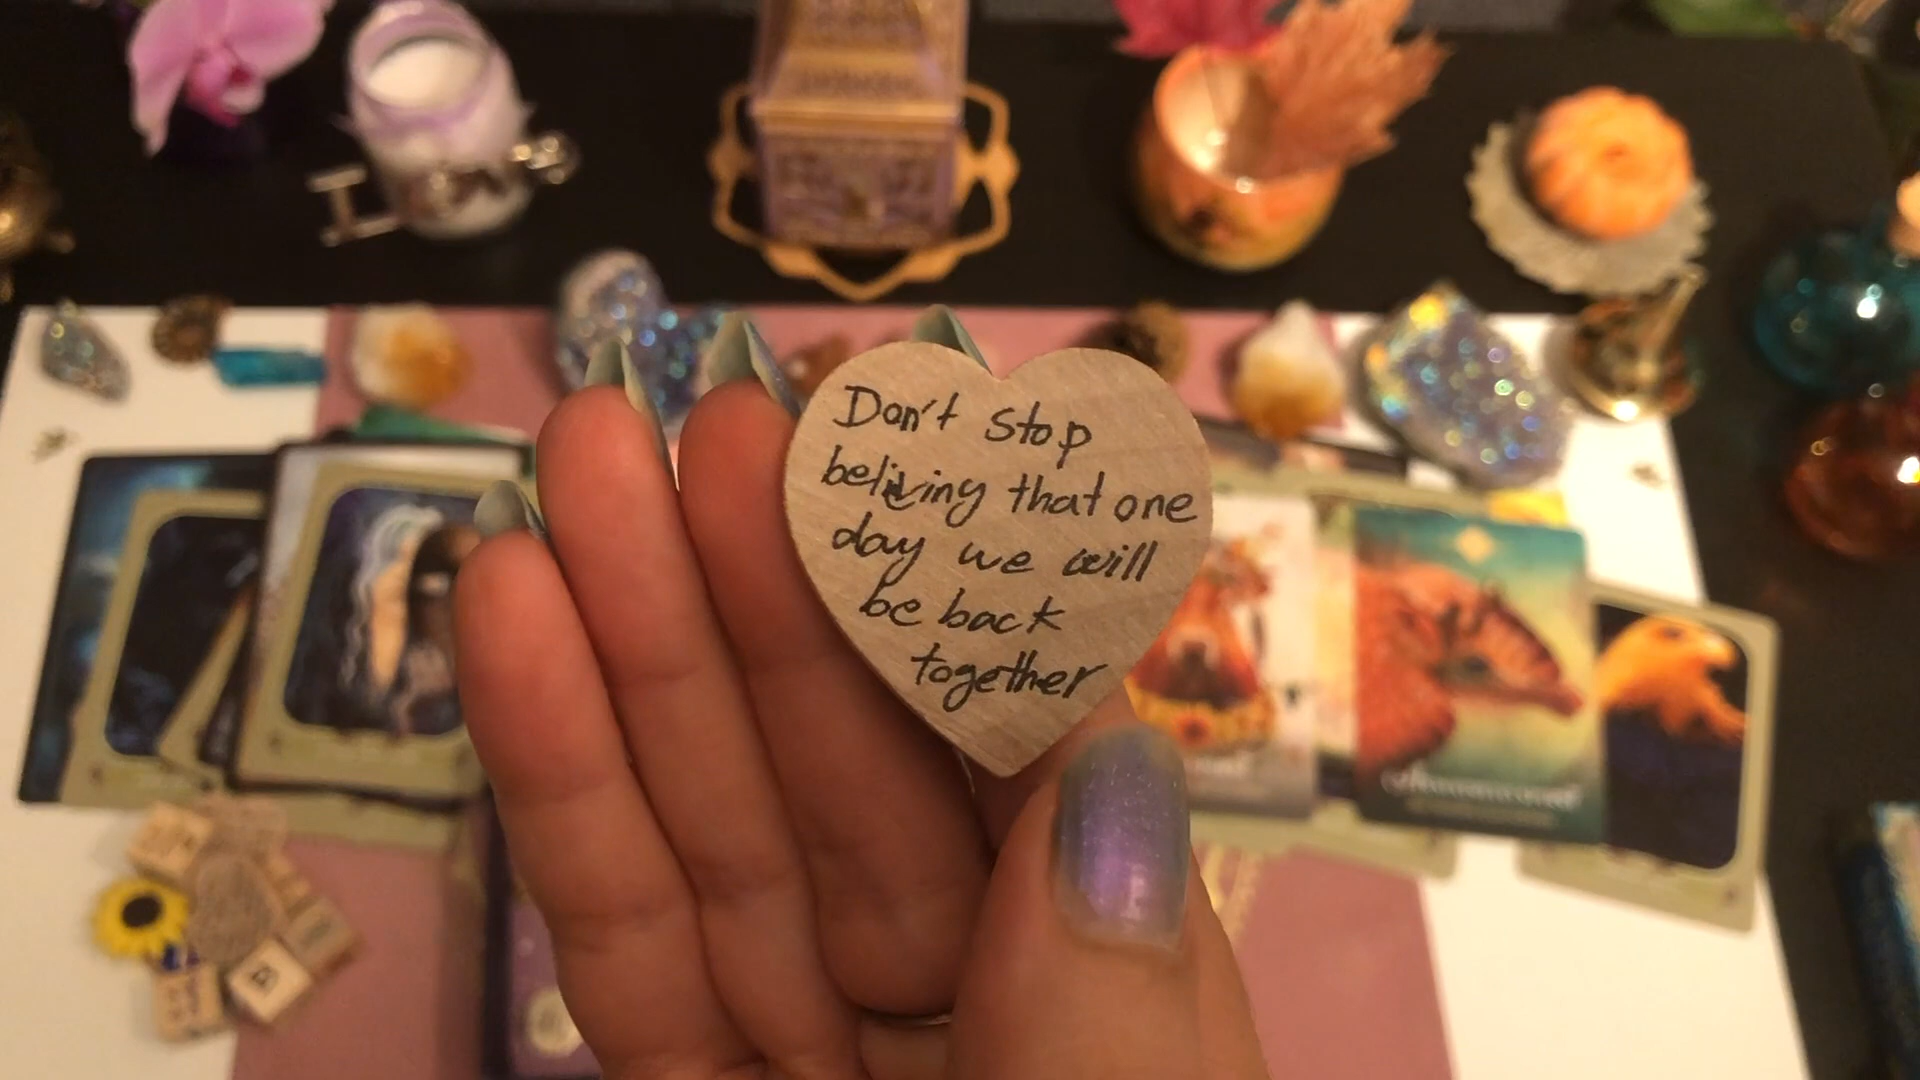 Don't stop
beliving that one
day we will
be back
together
B